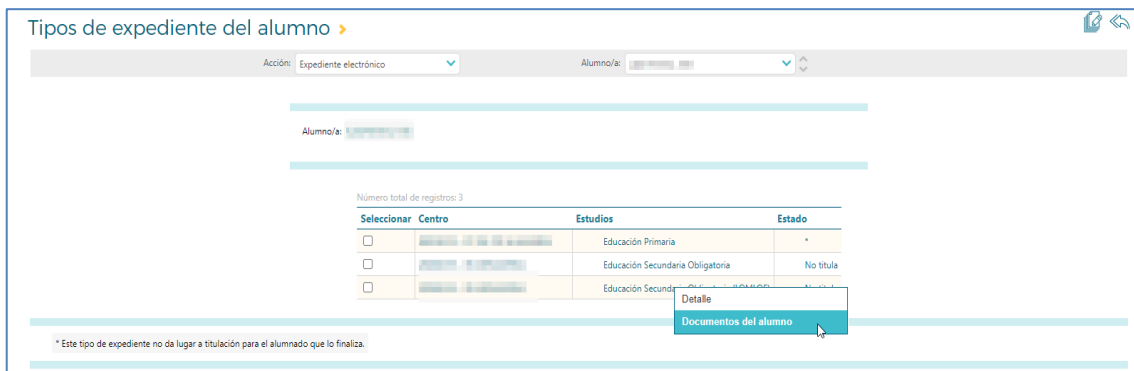 Tipos de expediente del alumno
Acción: Expediente electrónico Alumno/a:
Alumno/a:
Número total de registros: 3
Seleccionar Centro Estudios Estado
Educación Primaria *
Educación Secundaria Obligatoria No titula
Educación
Detalle
Documentos del alumno
* Este tipo de expediente no da lugar a titulación para el alumnado que lo finaliza.